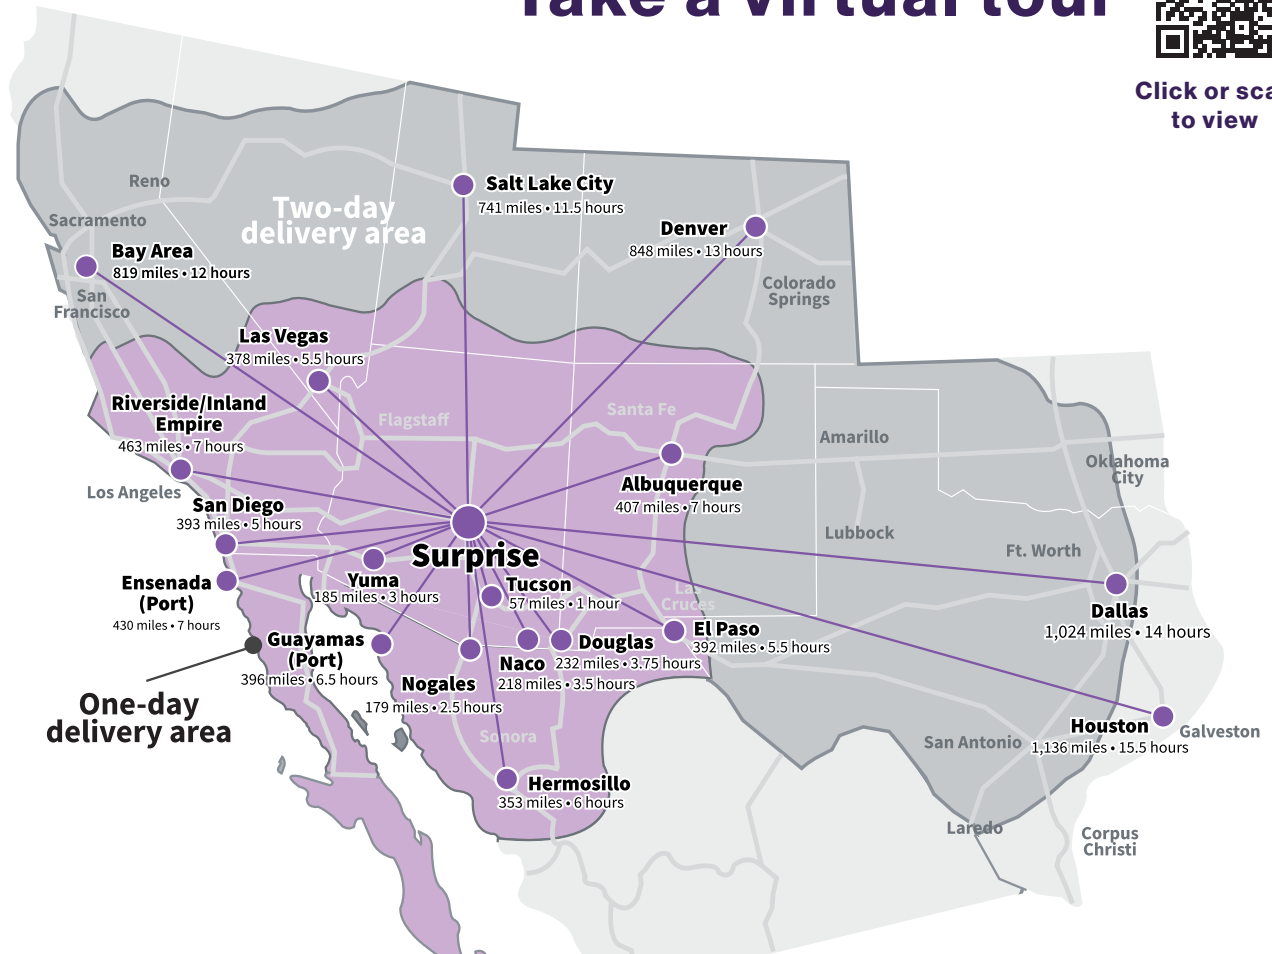 Take a virtual tour
Click or sca
to view
Reno
Sacramento
Two-day
delivery area
Salt Lake City
741 miles • 11.5 hours
Denver
848 miles • 13 hours
Bay Area
819 miles • 12 hours
San
Francisco
Colorado
Springs
Las Vegas
378 miles • 5.5 hours
Riverside/Inland
Empire
463 miles • 7 hours
Flagstaff
Santa Fe
Amarillo
Oklahoma
City
Los Angeles
San Diego
393 miles • 5 hours
Albuquerque
407 miles • 7 hours
Lubbock
Ft. Worth
Surprise
Ensenada
(Port)
430 miles • 7 hours
Yuma
185 miles • 3 hours
Tucson
57 miles • 1 hour
Las
Cruces
Dallas
1,024 miles • 14 hours
Guayamas
(Port)
396 miles • 6.5 hours
Naco
218 miles • 3.5 hours
Douglas
232 miles • 3.75 hours
El Paso
392 miles • 5.5 hours
Nogales
179 miles • 2.5 hours
One-day
delivery area
Sonora
San Antonio
Houston
1,136 miles • 15.5 hours
Galveston
Hermosillo
353 miles • 6 hours
Laredo
Corpus
Christi